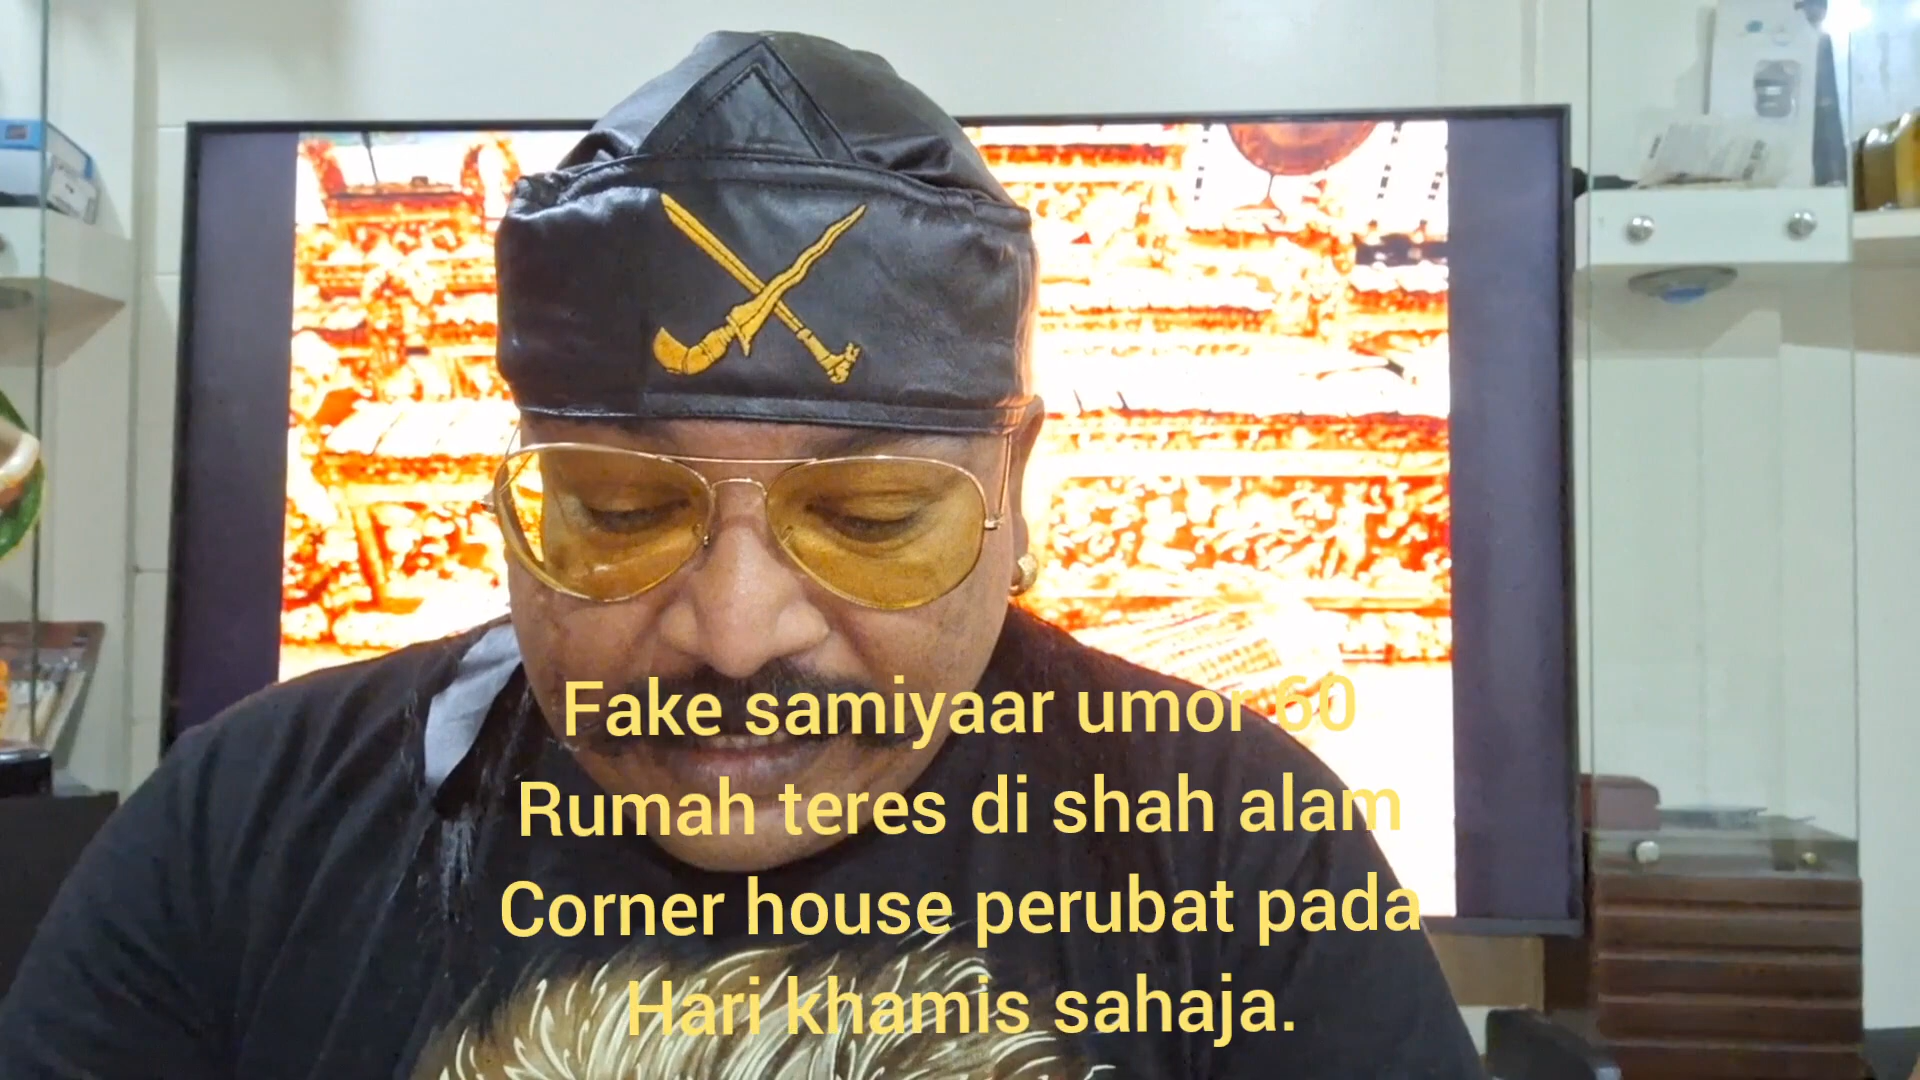 Fake samiyaar umor 60
Rumah teres di shah alam
Corner house perubat pada
Hari khamis sahaja.